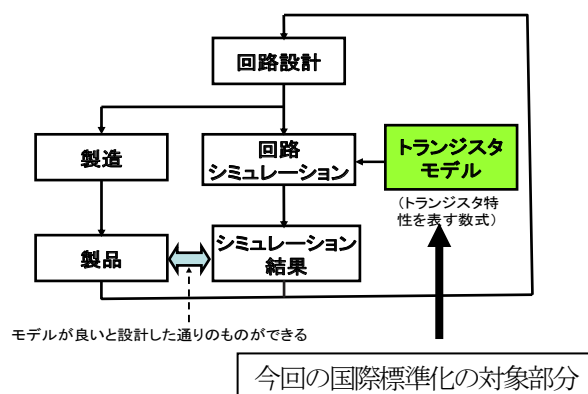 回路設計
製造
回路
シミュレーション
トランジスタ
モデル
(トランジスタ特
性を表す数式)
製品
シミュレーション
結果
モデルが良いと設計した通りのものができる
今回の国際標準化の対象部分